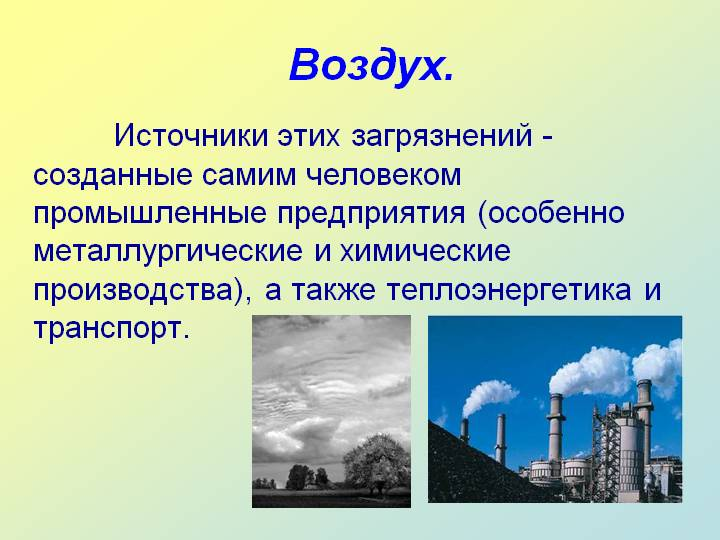 Воздух.
Источники этих загрязнений -
созданные самим человеком
промышленные предприятия (особенно
металлургические и химические
производства), а также теплоэнергетика и
транспорт.